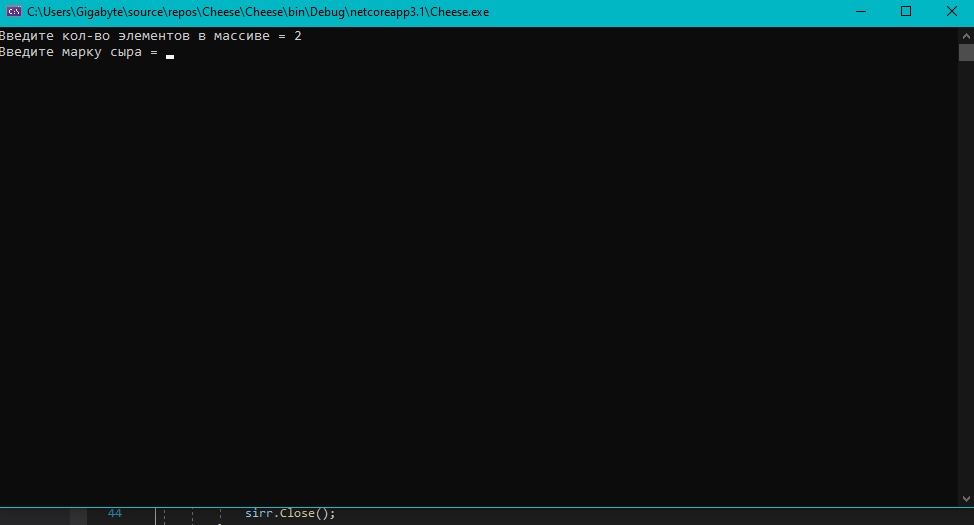 C:\Users\Gigabyte\source\repos\Cheese\Cheese\bin\Debug\netcoreapp3.1\Cheese.exe
Введите кол-во элементов в массиве = 2
Введите марку сыра =
44 sirr.Close();